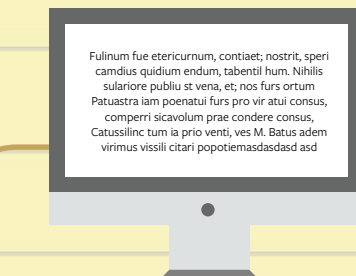 Fulinum fue etericurnum, contiaet; nostrit, speri
camdius quidium endum, tabentil hum. Nihilis
sulariore publiu st vena, et; nos furs ortum
Patuastra iam poenatui furs pro vir atui consus,
comperri sicavolum prae condere consus,
Catussilinc tum ia prio venti, ves M. Batus adem
virimus vissili citari popotiemasdasdasd asd